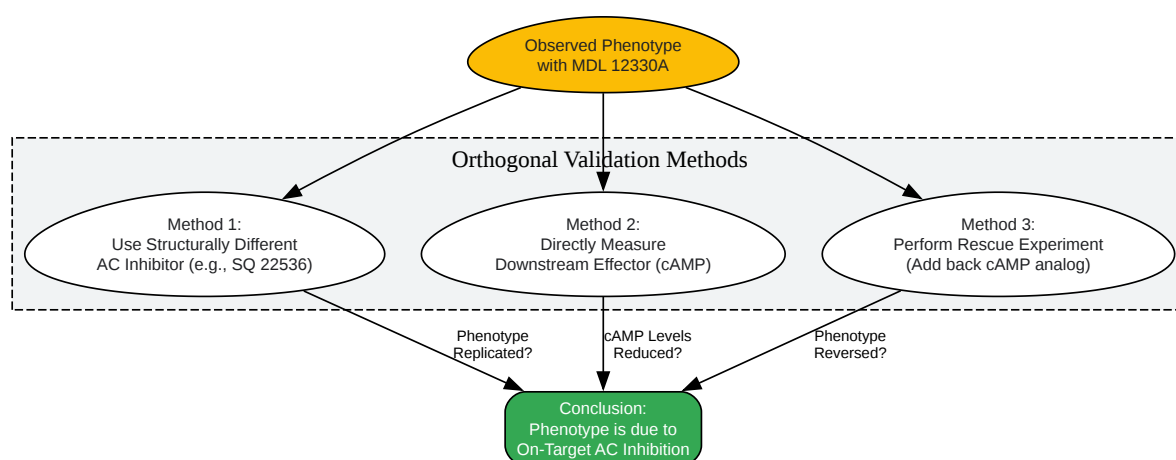 Observed Phenotype
with MDL 12330A
Orthogonal Validation Methods
Method 1:
Use Structurally Different
AC Inhibitor (e.g., SQ 22536)
Method 2:
Directly Measure
Downstream Effector (cAMP)
Method 3:
Perform Rescue Experiment
(Add back cAMP analog)
Phenotype
Replicated?
cAMP Levels
Reduced?
Phenotype
Reversed?
Conclusion:
Phenotype is due to
On-Target AC Inhibition